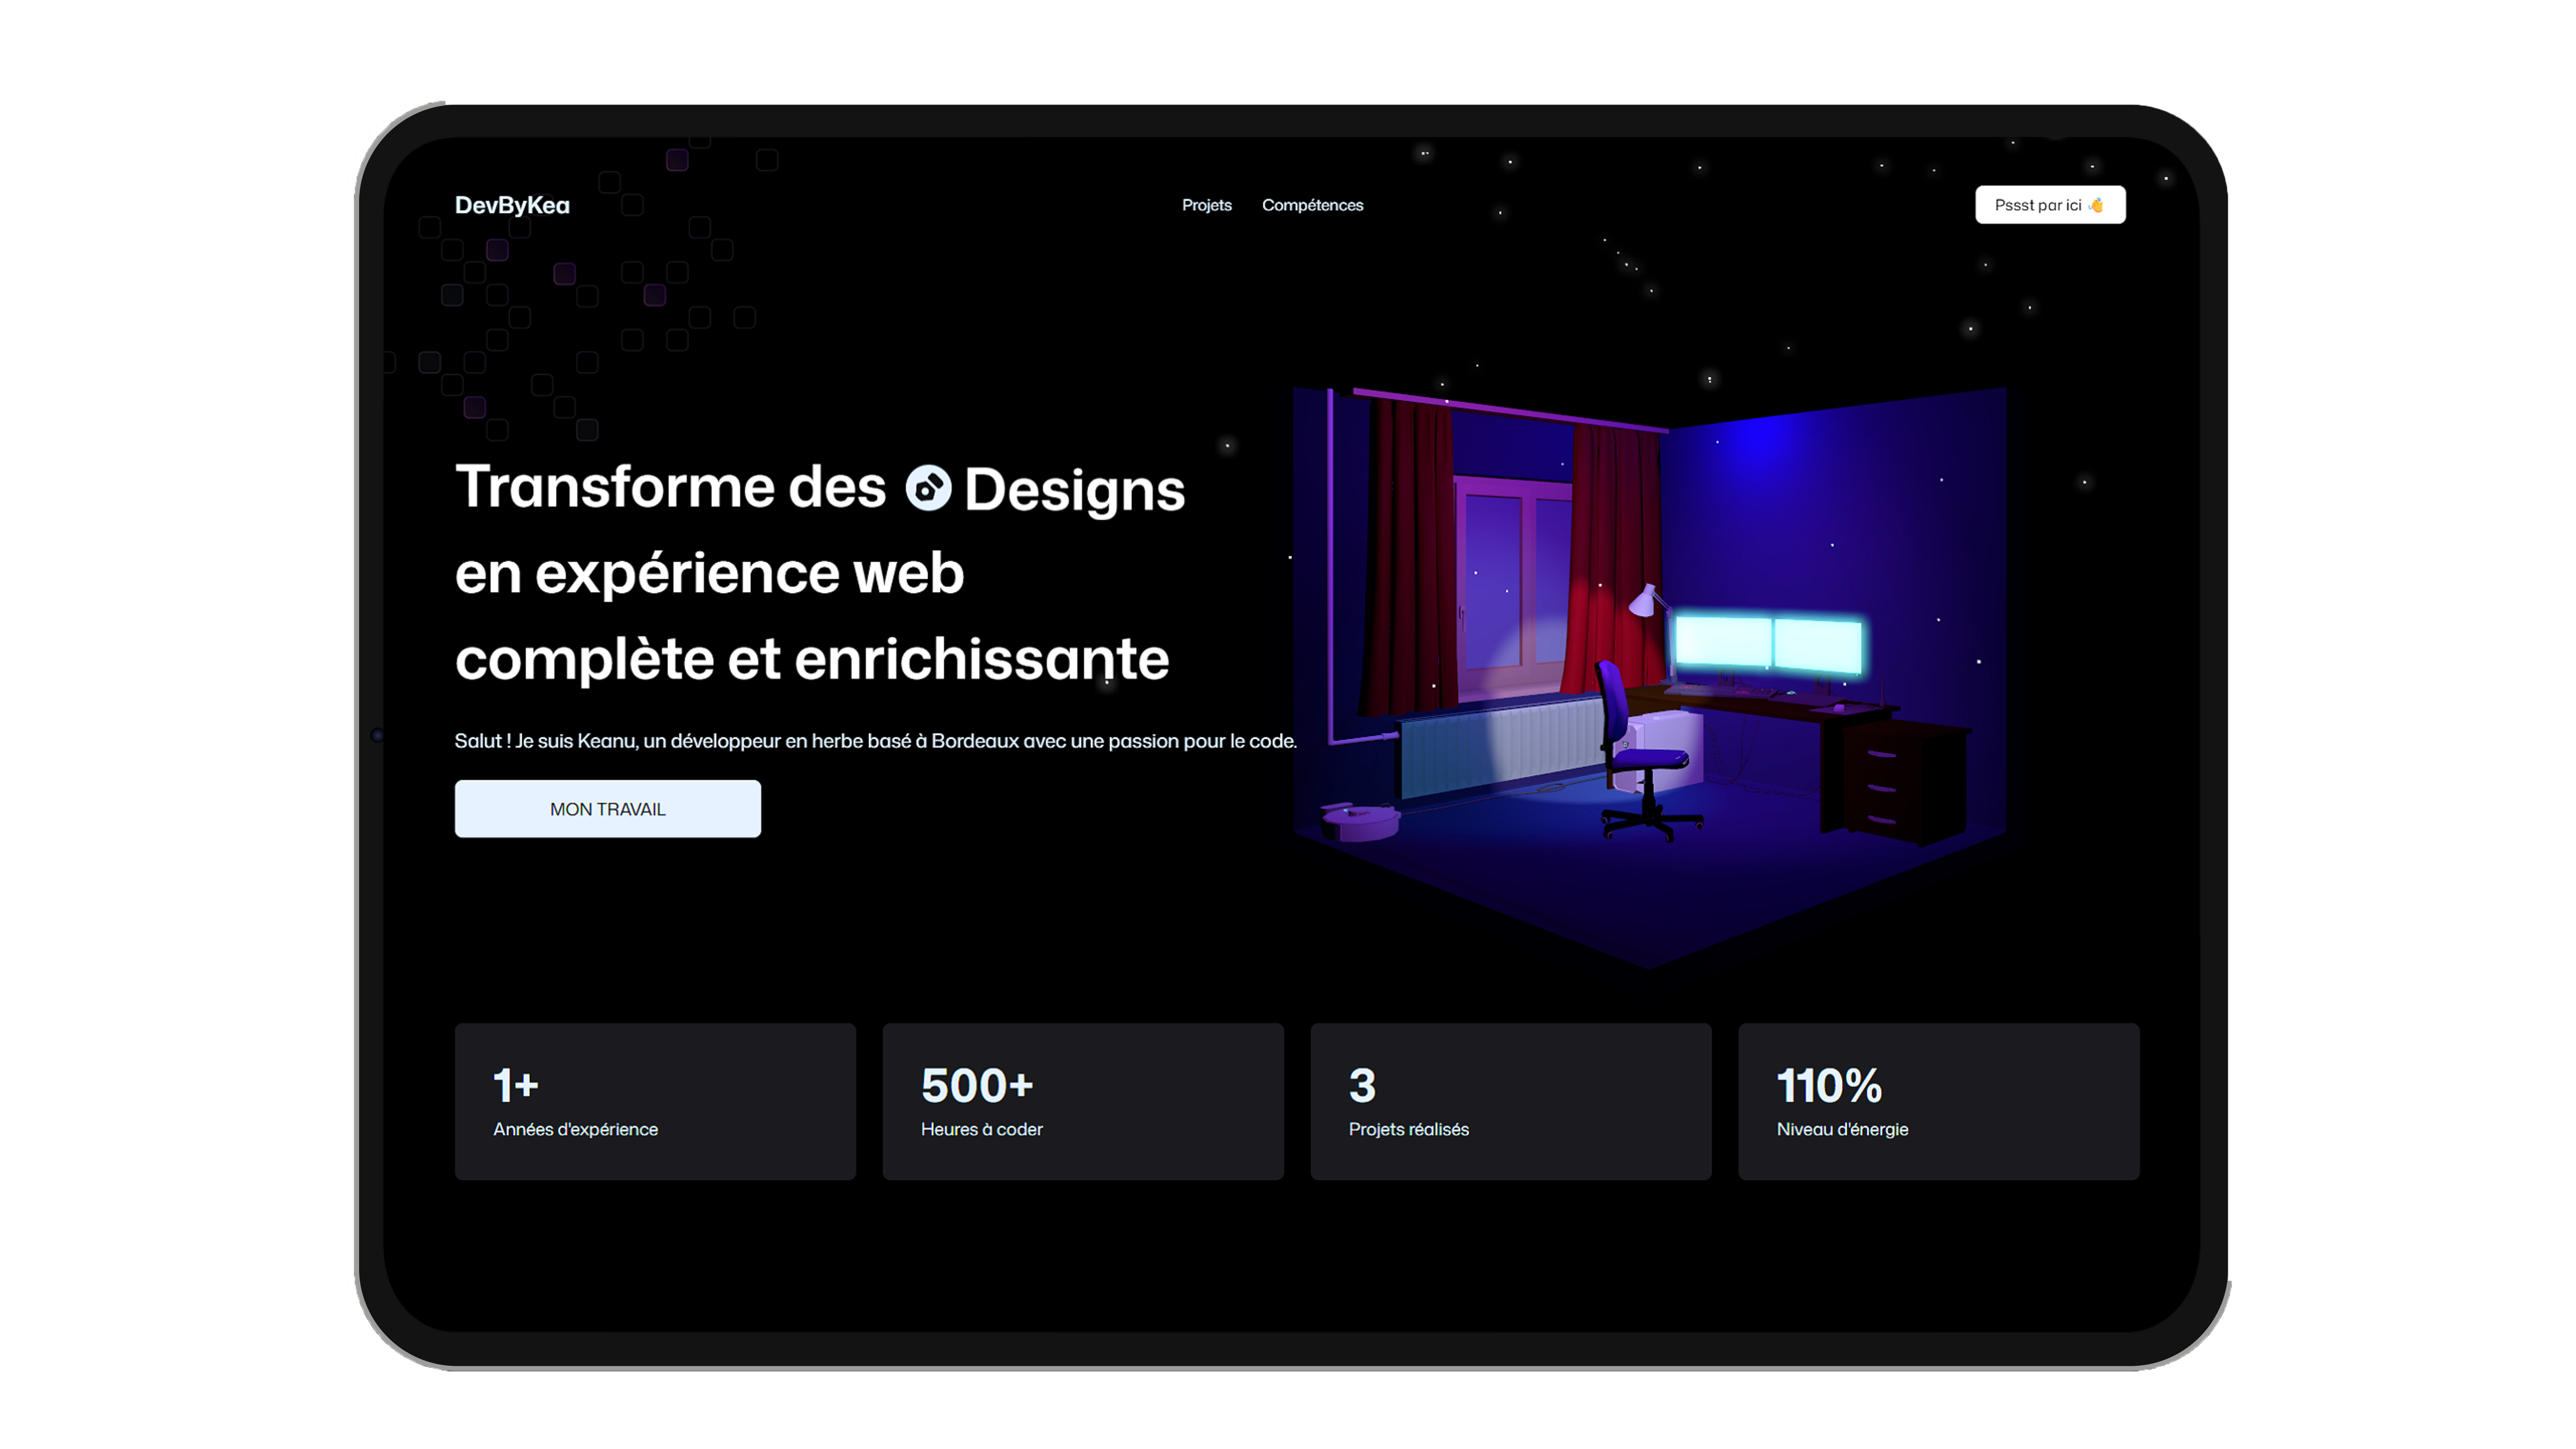 DevByKea
Projets
Compétences
Pssst par ici 👋
Transforme des Designs
en expérience web
complète et enrichissante
Salut ! Je suis Keanu, un développeur en herbe basé à Bordeaux avec une passion pour le code.
MON TRAVAIL
1+
Années d'expérience
500+
Heures à coder
3
Projets réalisés
110%
Niveau d'énergie